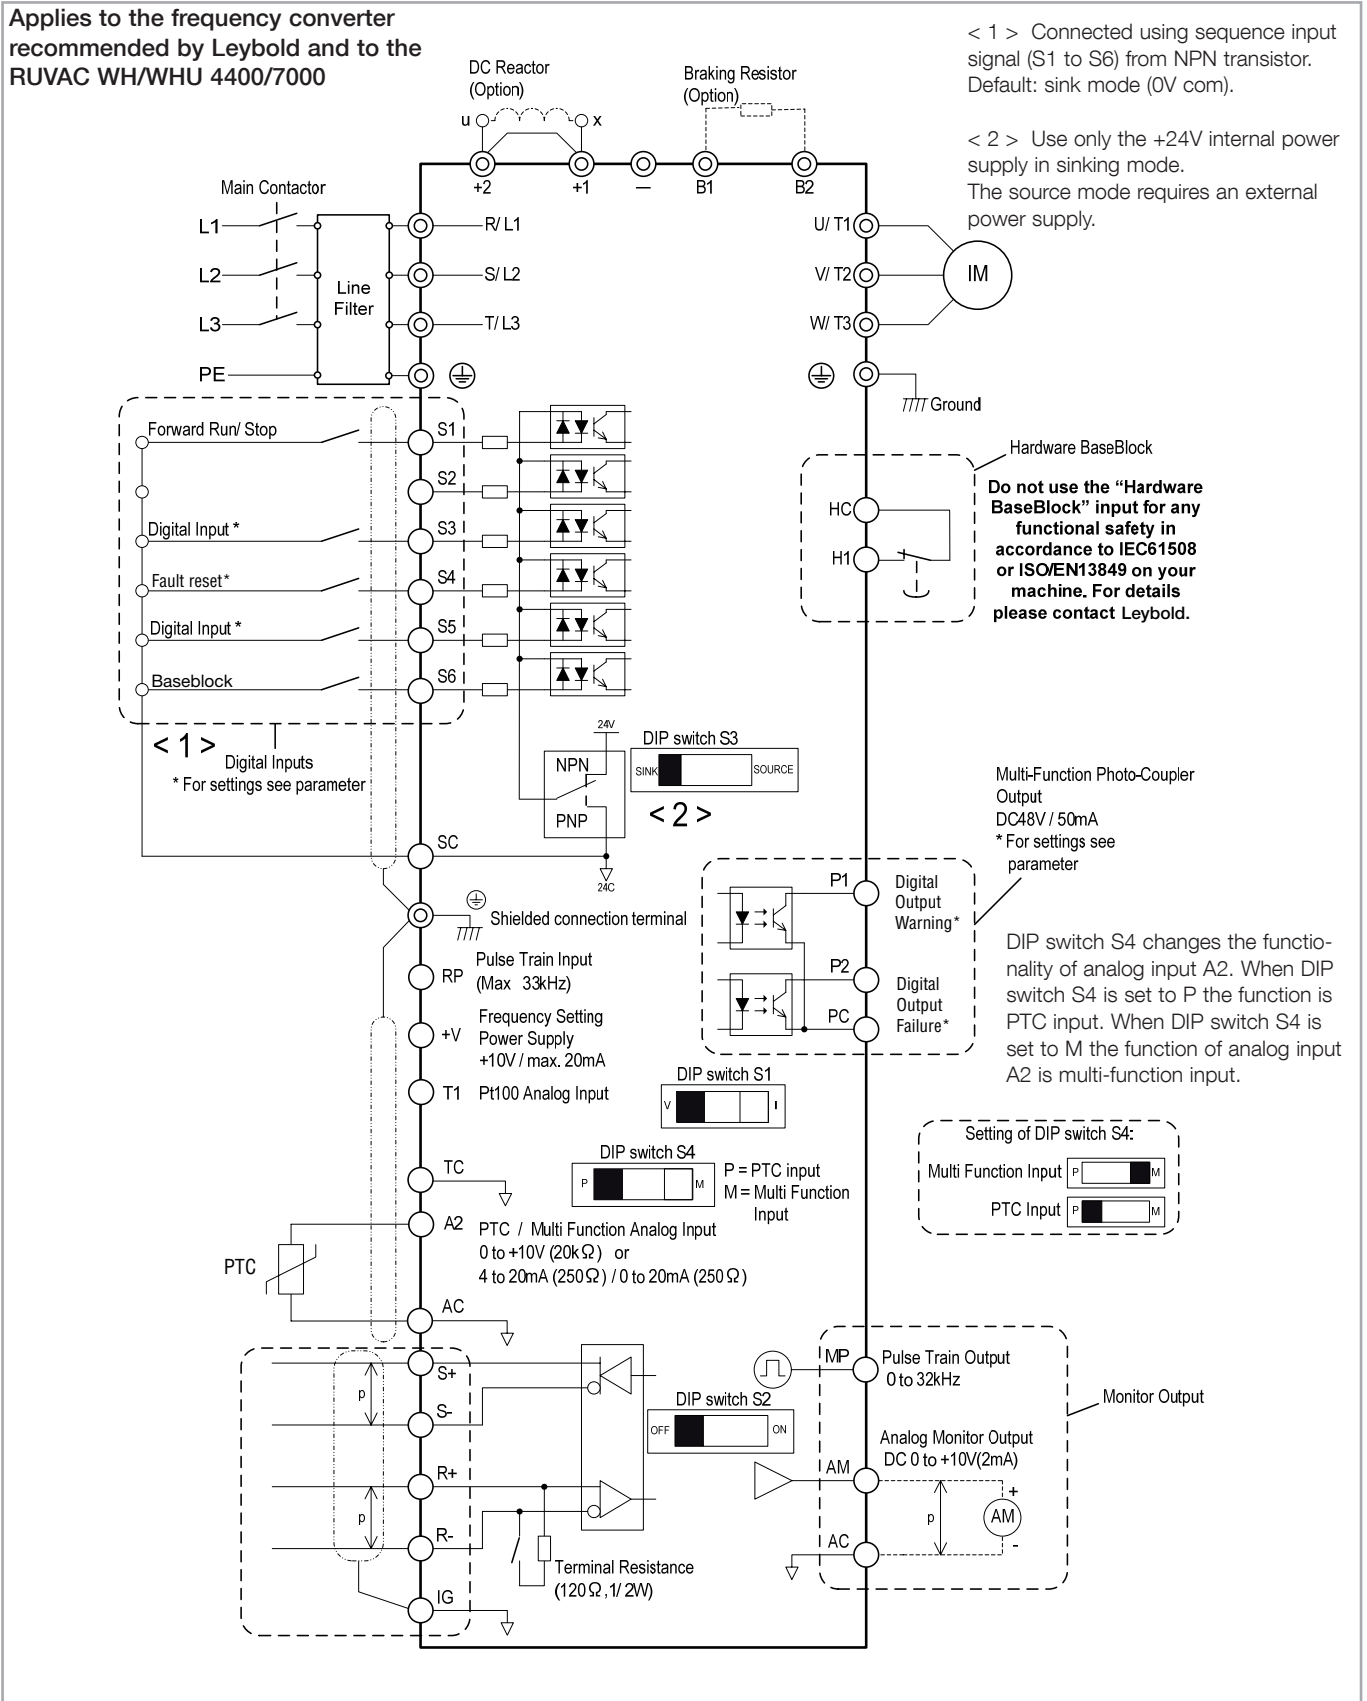 Applies to the frequency converter
recommended by Leybold and to the
RUVAC WH/WHU 4400/7000
< 1 > Connected using sequence input
signal (S1 to S6) from NPN transistor.
Default: sink mode (0V com).
< 2 > Use only the +24V internal power
supply in sinking mode.
The source mode requires an external
power supply.
DC Reactor
(Option)
u x
Braking Resistor
(Option)
+2 +1 – B1 B2
Main Contactor
L1 R/ L1
L2 S/ L2
L3 T/ L3
PE
Line
Filter
U/ T1
V/ T2
W/ T3
IM
Ground
Forward Run/ Stop S1
S2
Digital Input * S3
Fault reset* S4
Digital Input * S5
Baseblock S6
< 1 >
Digital Inputs
* For settings see parameter
Hardware BaseBlock
HC
H1
Do not use the “Hardware
BaseBlock” input for any
functional safety in
accordance to IEC61508
or ISO/EN13849 on your
machine. For details
please contact Leybold.
24V
NPN
PNP
24C
DIP switch S3
SINK SOURCE
< 2 >
SC
Shielded connection terminal
Multi-Function Photo-Coupler
Output
DC48V / 50mA
* For settings see
parameter
P1 Digital
Output
Warning*
P2 Digital
PC Output
Failure*
DIP switch S4 changes the functio-
nality of analog input A2. When DIP
switch S4 is set to P the function is
PTC input. When DIP switch S4 is
set to M the function of analog input
A2 is multi-function input.
RP Pulse Train Input
(Max 33kHz)
+V Frequency Setting
Power Supply
+10V / max. 20mA
T1 Pt100 Analog Input
DIP switch S1
V I
DIP switch S4
P M
P = PTC input
M = Multi Function
Input
Setting of DIP switch S4:
Multi Function Input P M
PTC Input P M
TC
A2 PTC / Multi Function Analog Input
0 to +10V (20kΩ) or
4 to 20mA (250Ω) / 0 to 20mA (250Ω)
PTC
AC
S+
p
S-
R+
p
R-
IG
DIP switch S2
OFF ON
Terminal Resistance
(120Ω, 1/ 2W)
MP Pulse Train Output
0 to 32kHz
Monitor Output
Analog Monitor Output
DC 0 to +10V(2mA)
AM
p
+
AM
-
AC